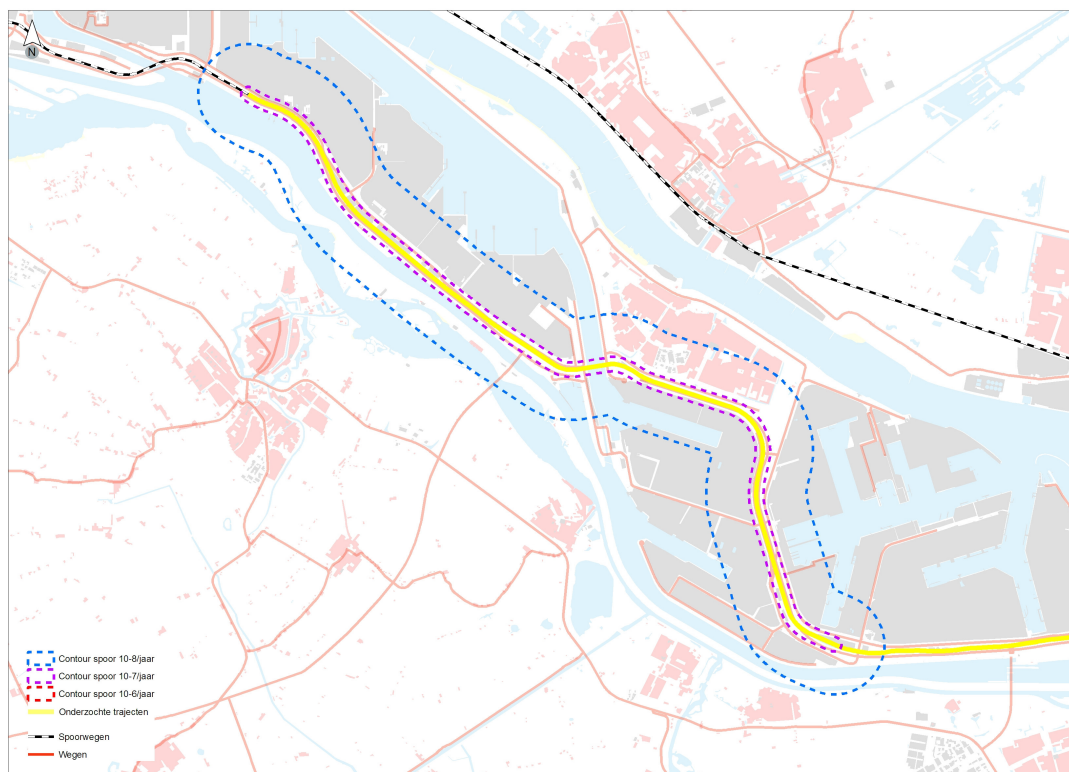 N
Contour spoor 10-8/jaar
Contour spoor 10-7/jaar
Contour spoor 10-6/jaar
Onderzochte trajecten
Spoorwegen
Wegen